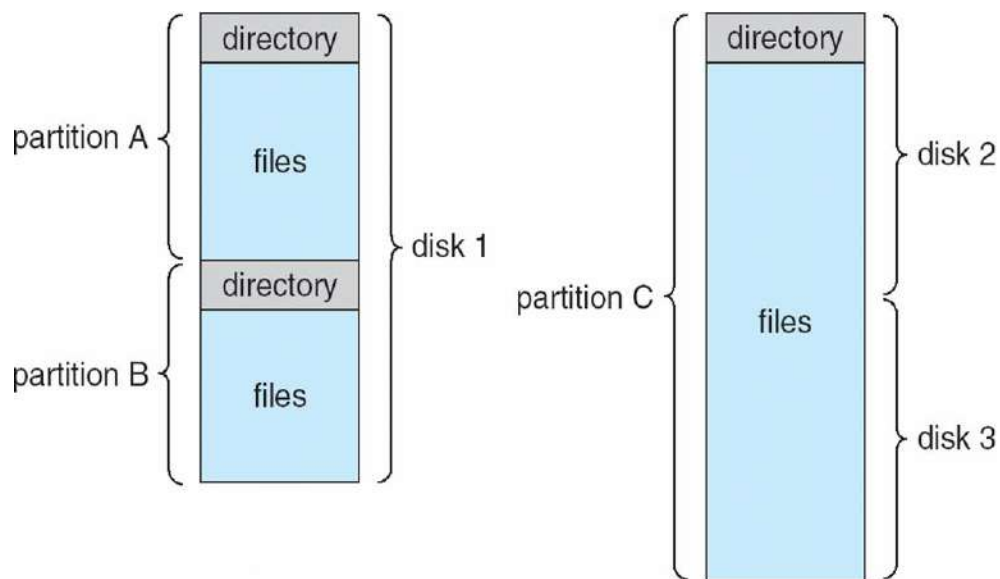 directory
partition A
files
disk 1
directory
partition B
files
directory
disk 2
partition C
files
disk 3